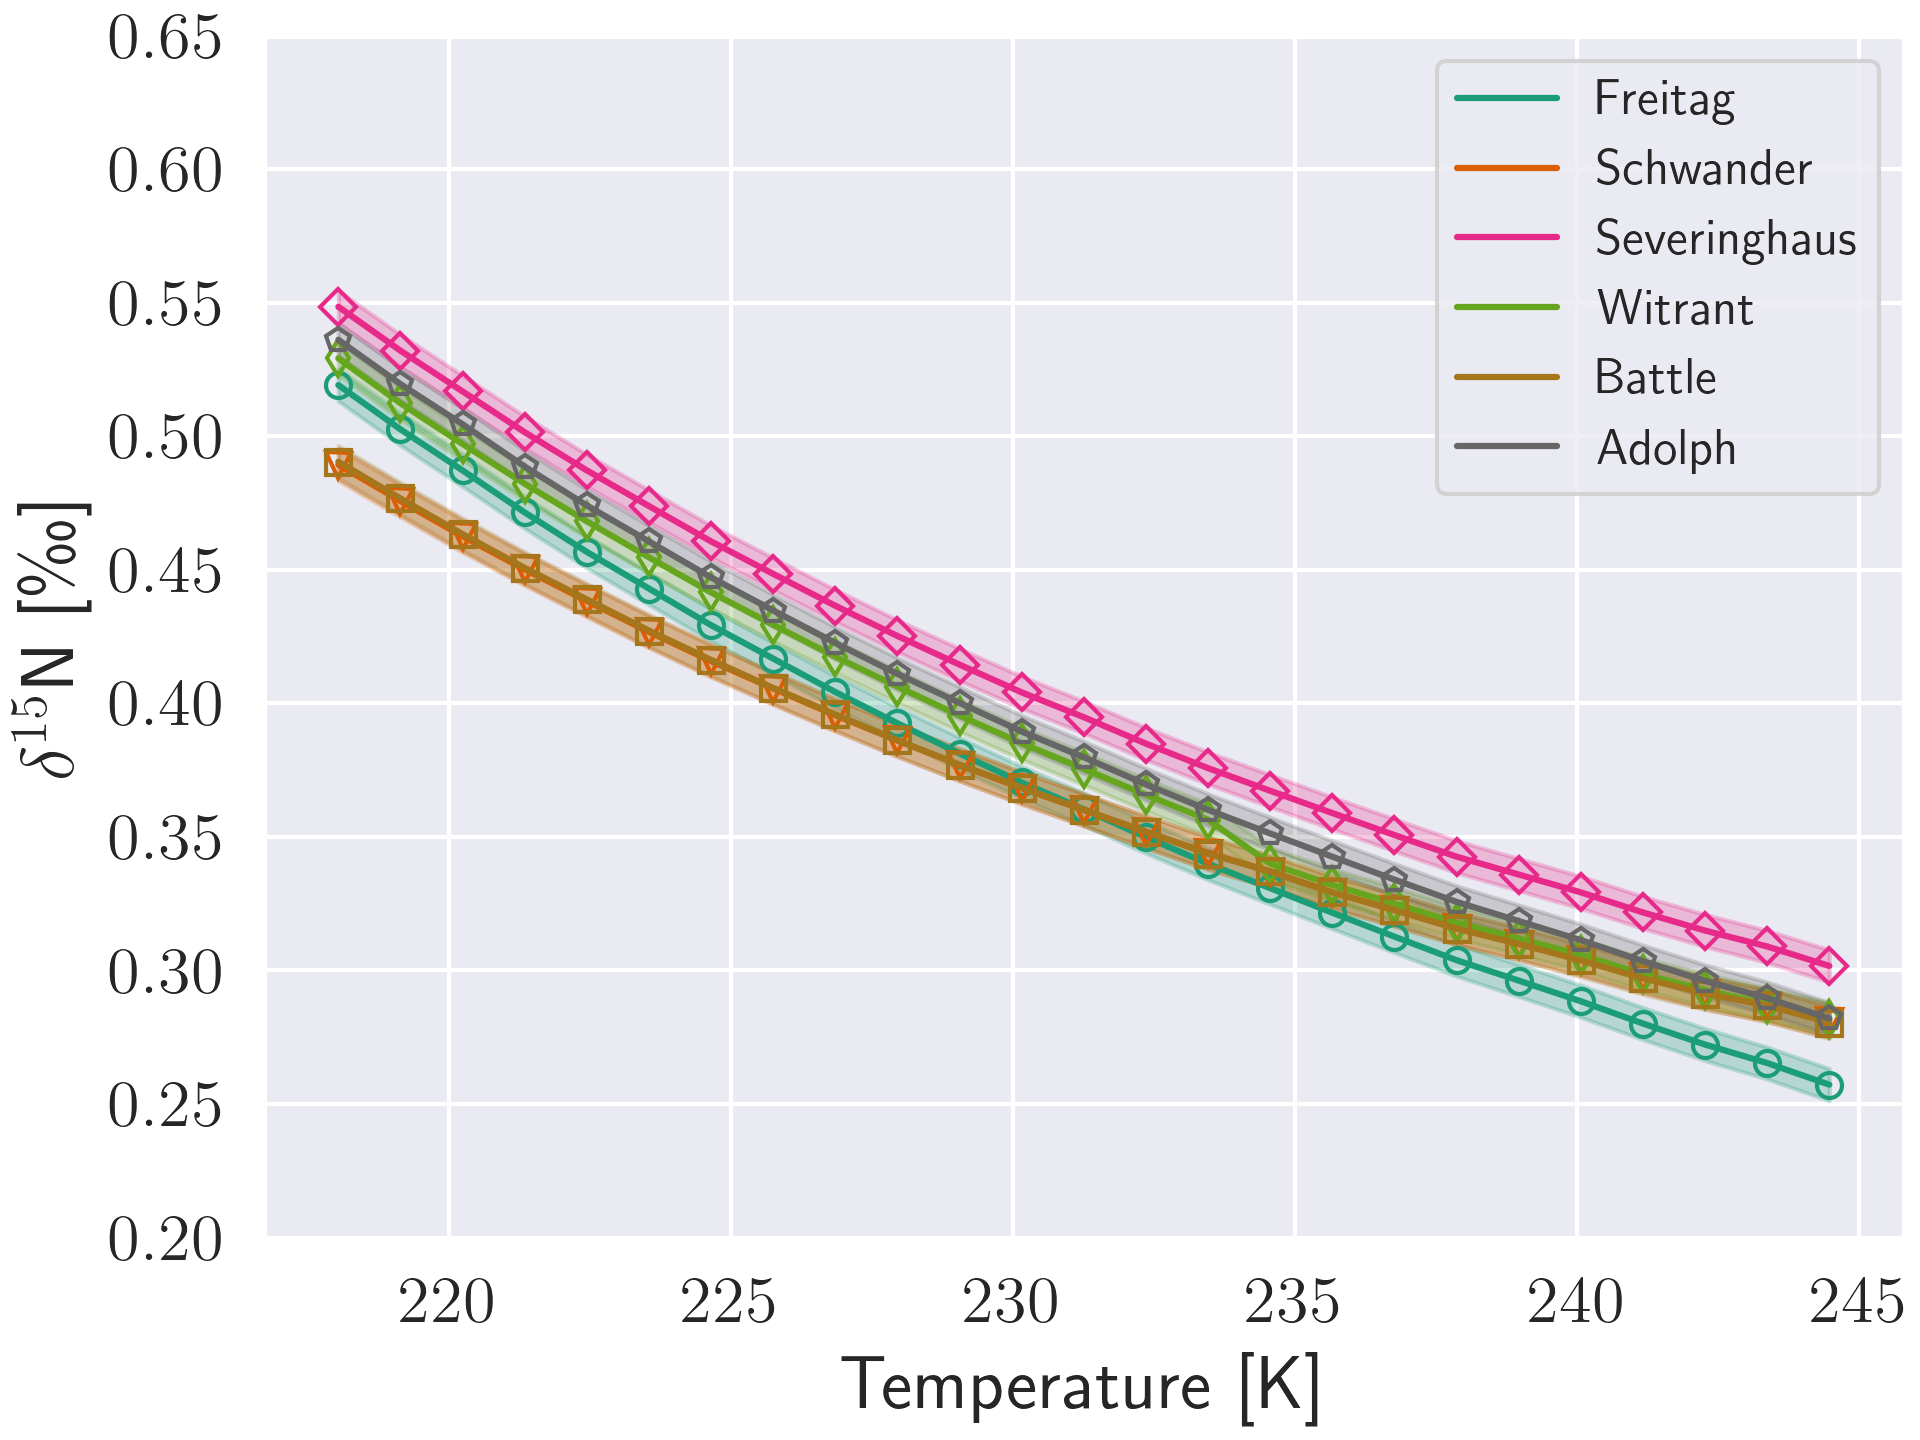 0.65
0.60
0.55
0.50
0.45
0.40
0.35
0.30
0.25
0.20
δ¹⁵N [‰]
220
225
230
235
240
245
Temperature [K]
Freitag
Schwander
Severinghaus
Witrant
Battle
Adolph